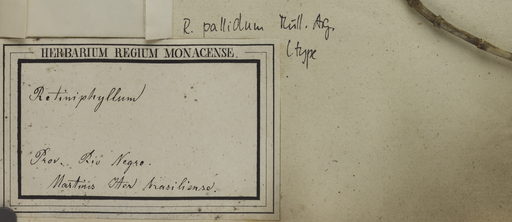 R. pallidum Müll. Arg.
(type
HERBARIUM REGIUM MONACENSE.
Retiniphyllum
Prov. Rio Negro.
Martius Iter brasiliense.